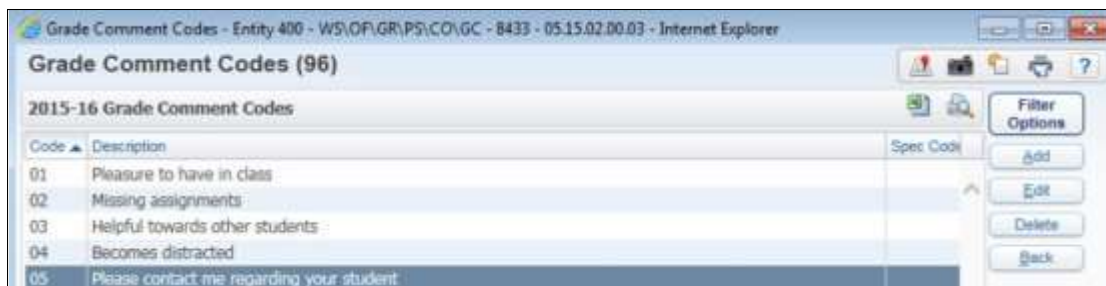 Grade Comment Codes - Entity 400 - WS\OF\GR\PS\CO\GC - 8433 - 05.15.02.00.03 - Internet Explorer
Grade Comment Codes (96)
?
2015-16 Grade Comment Codes
Filter Options
Code Description Spec Code
Add
01 Pleasure to have in class
02 Missing assignments
Edit
03 Helpful towards other students
Delete
04 Becomes distracted
Back
05 Please contact me regarding your student